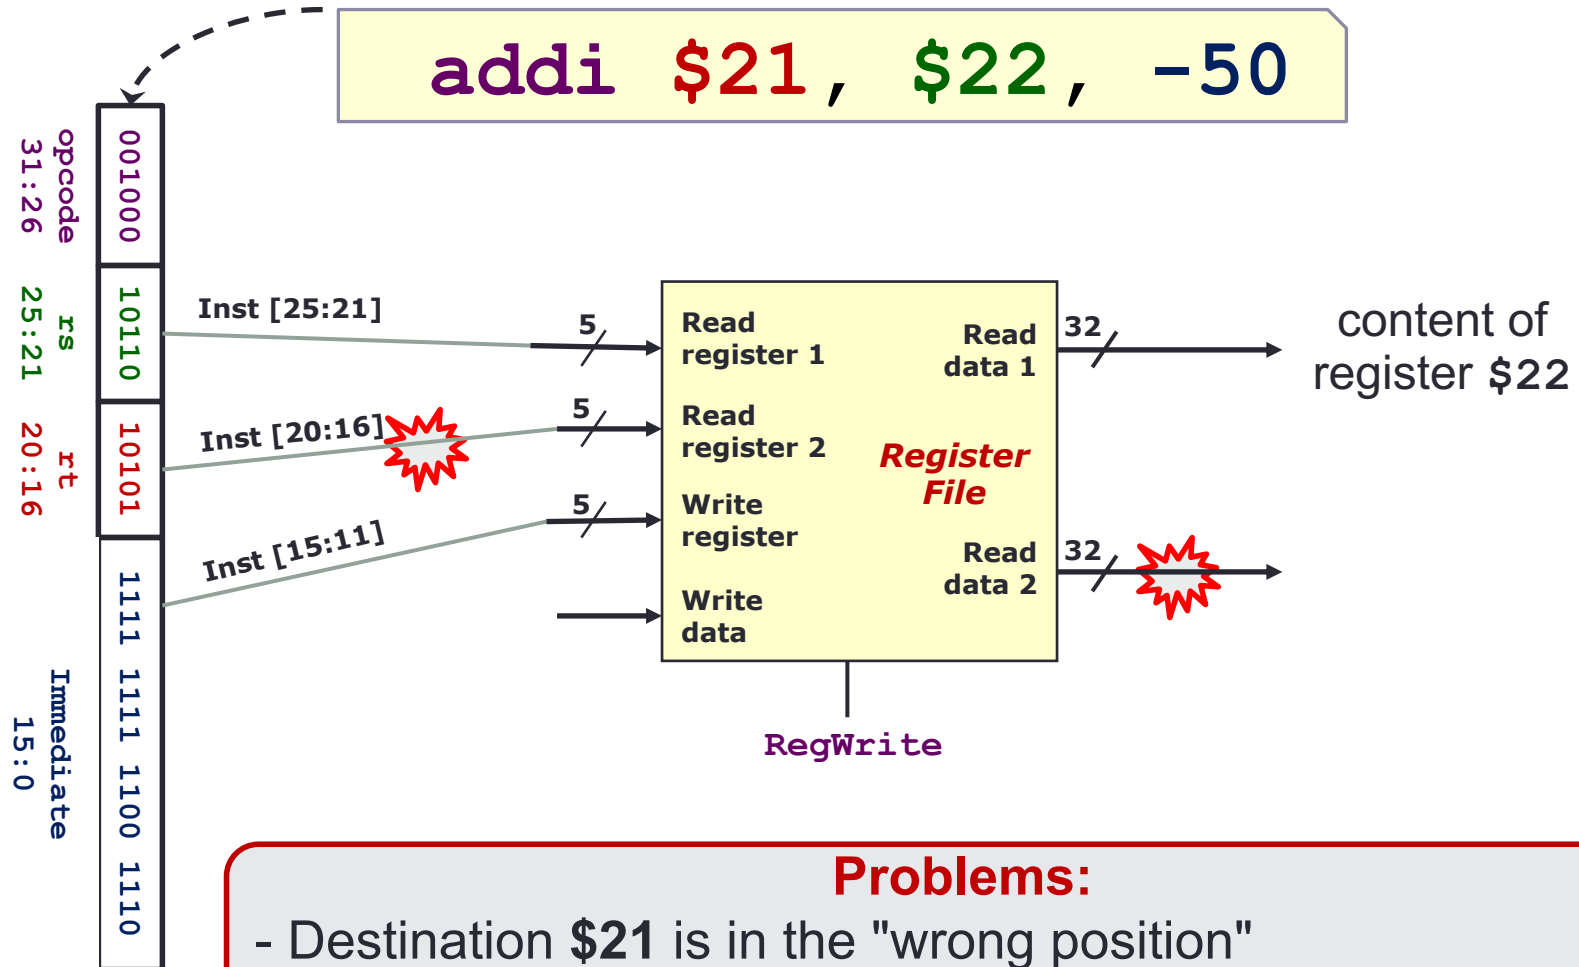 addi $21, $22, -50
opcode
31:26
001000
rs
25:21
10110
rt
20:16
10101
Immediate
15:0
1111 1111 1100 1110
Inst [25:21]
5
Inst [20:16]
5
Inst [15:11]
5
Read
register 1
Read
register 2
Write
register
Write
data
Register
File
Read
data 1
Read
data 2
32
32
content of
register $22
RegWrite
Problems:
- Destination $21 is in the "wrong position"